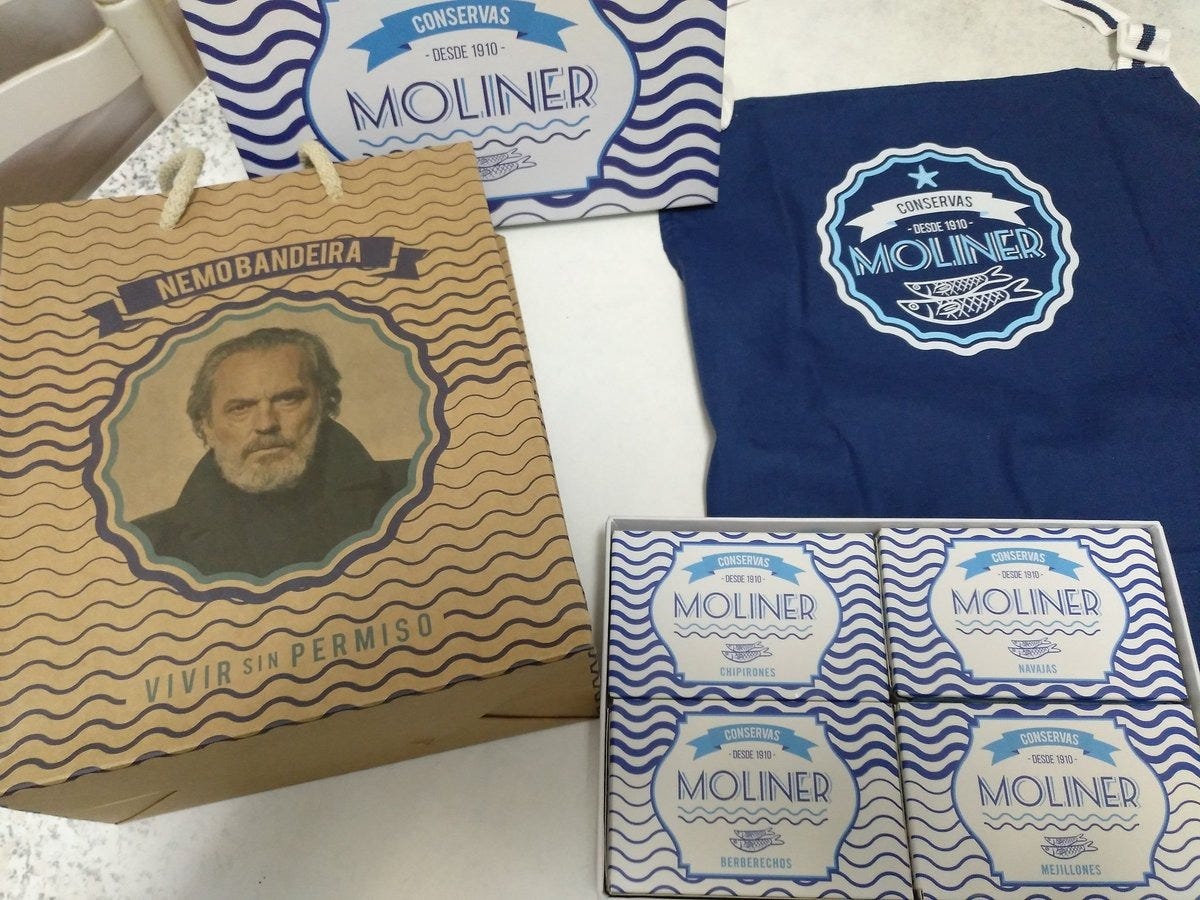 CONSERVAS
- DESDE 1910 -
MOLINER
NEMO BANDEIRA
VIVIR SIN PERMISO
CONSERVAS
- DESDE 1910 -
MOLINER
CONSERVAS
- DESDE 1910 -
MOLINER
CHIPIRONES
CONSERVAS
- DESDE 1910 -
MOLINER
NAVAJAS
CONSERVAS
- DESDE 1910 -
MOLINER
BERBERECHOS
CONSERVAS
- DESDE 1910 -
MOLINER
MEJILLONES